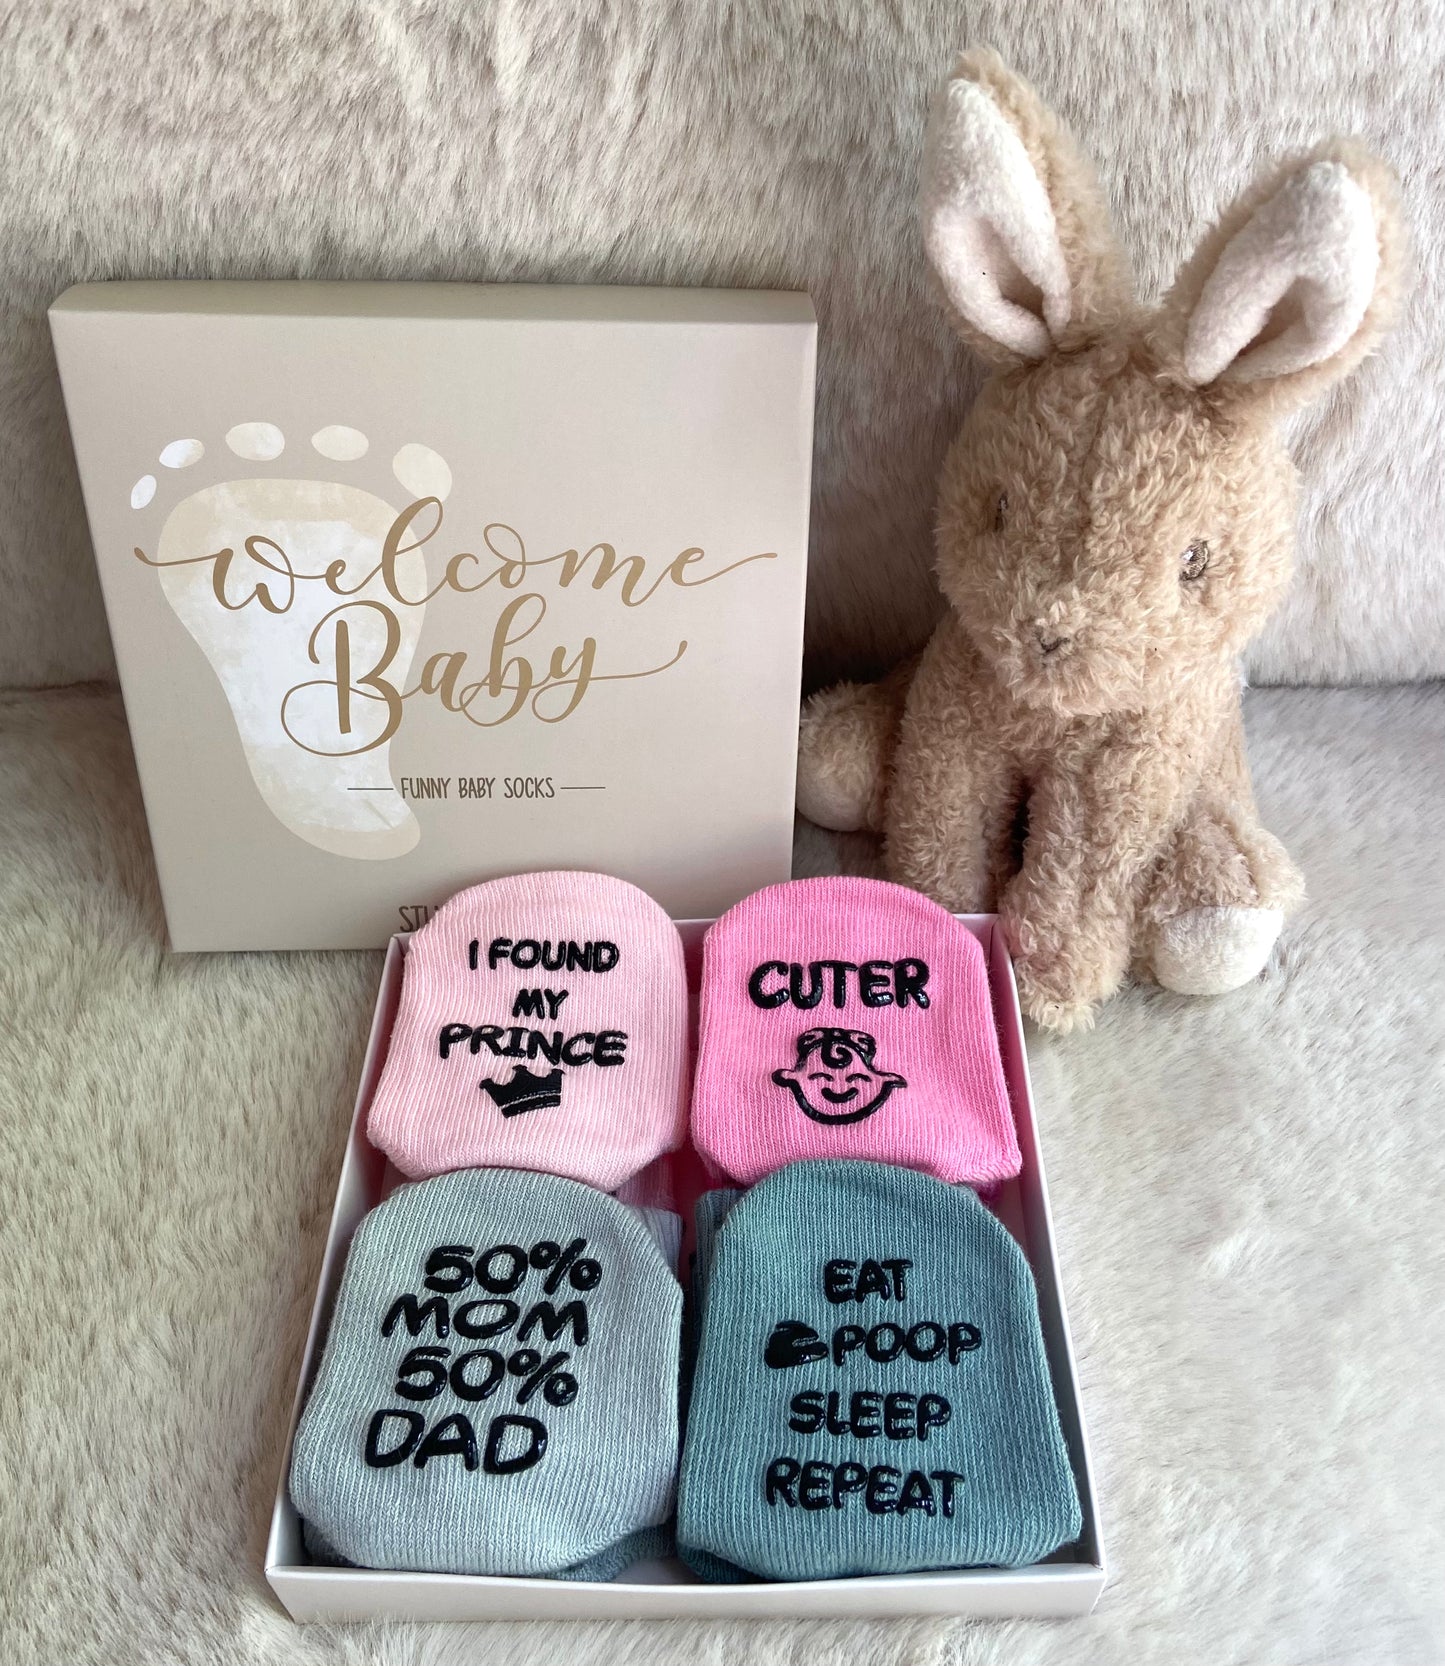 welcome
Baby
FUNNY BABY SOCKS
I FOUND
MY
PRINCE
CUTER
50%
MOM
50%
DAD
EAT
POOP
SLEEP
REPEAT